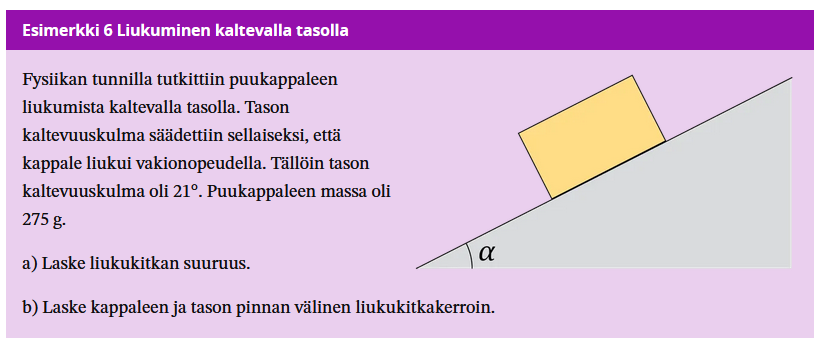 Esimerkki 6 Liukuminen kaltevalla tasolla
Fysiikan tunnilla tutkittiin puukappaleen
liukumista kaltevalla tasolla. Tason
kaltevuuskulma säädettiin sellaiseksi, että
kappale liukui vakionopeudella. Tällöin tason
kaltevuuskulma oli 21°. Puukappaleen massa oli
275 g.
α
a) Laske liukukitkan suuruus.
b) Laske kappaleen ja tason pinnan välinen liukukitkakerroin.